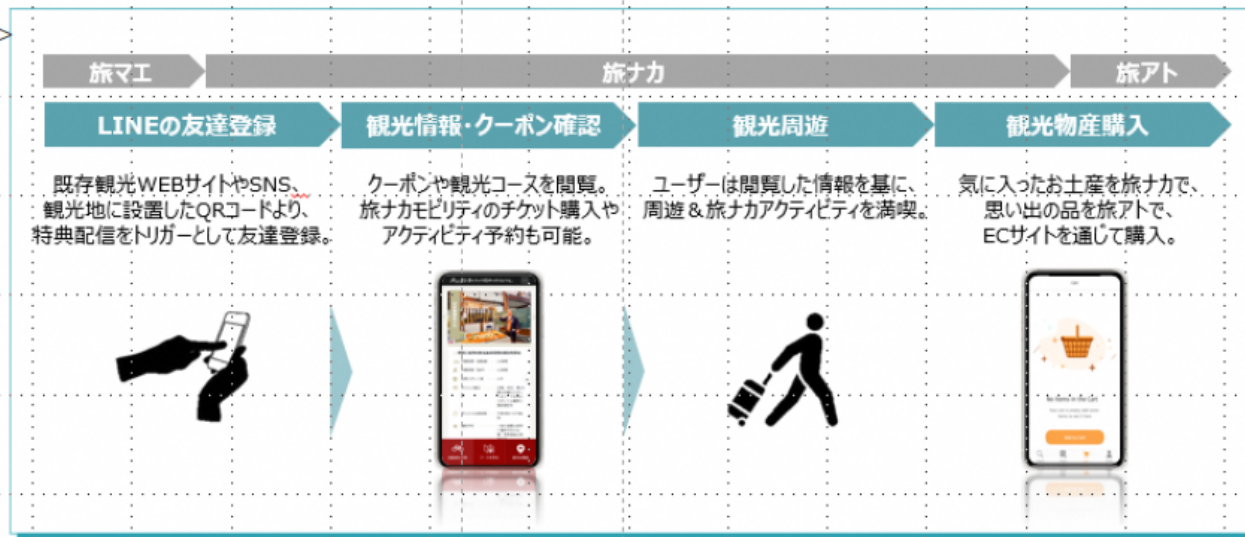 旅マエ
旅ナカ
旅アト
LINEの友達登録
観光情報・クーポン確認
観光周遊
観光物産購入
既存観光WEBサイトやSNS、
観光地に設置したQRコードより、
特典配信をトリガーとして友達登録。
クーポンや観光コースを閲覧。
旅ナカモビリティのチケット購入や
アクティビティ予約も可能。
ユーザーは閲覧した情報を基に、
周遊&旅ナカアクティビティを満喫。
気に入ったお土産を旅ナカで、
思い出の品を旅アトで、
ECサイトを通じて購入。
No Items in the Cart